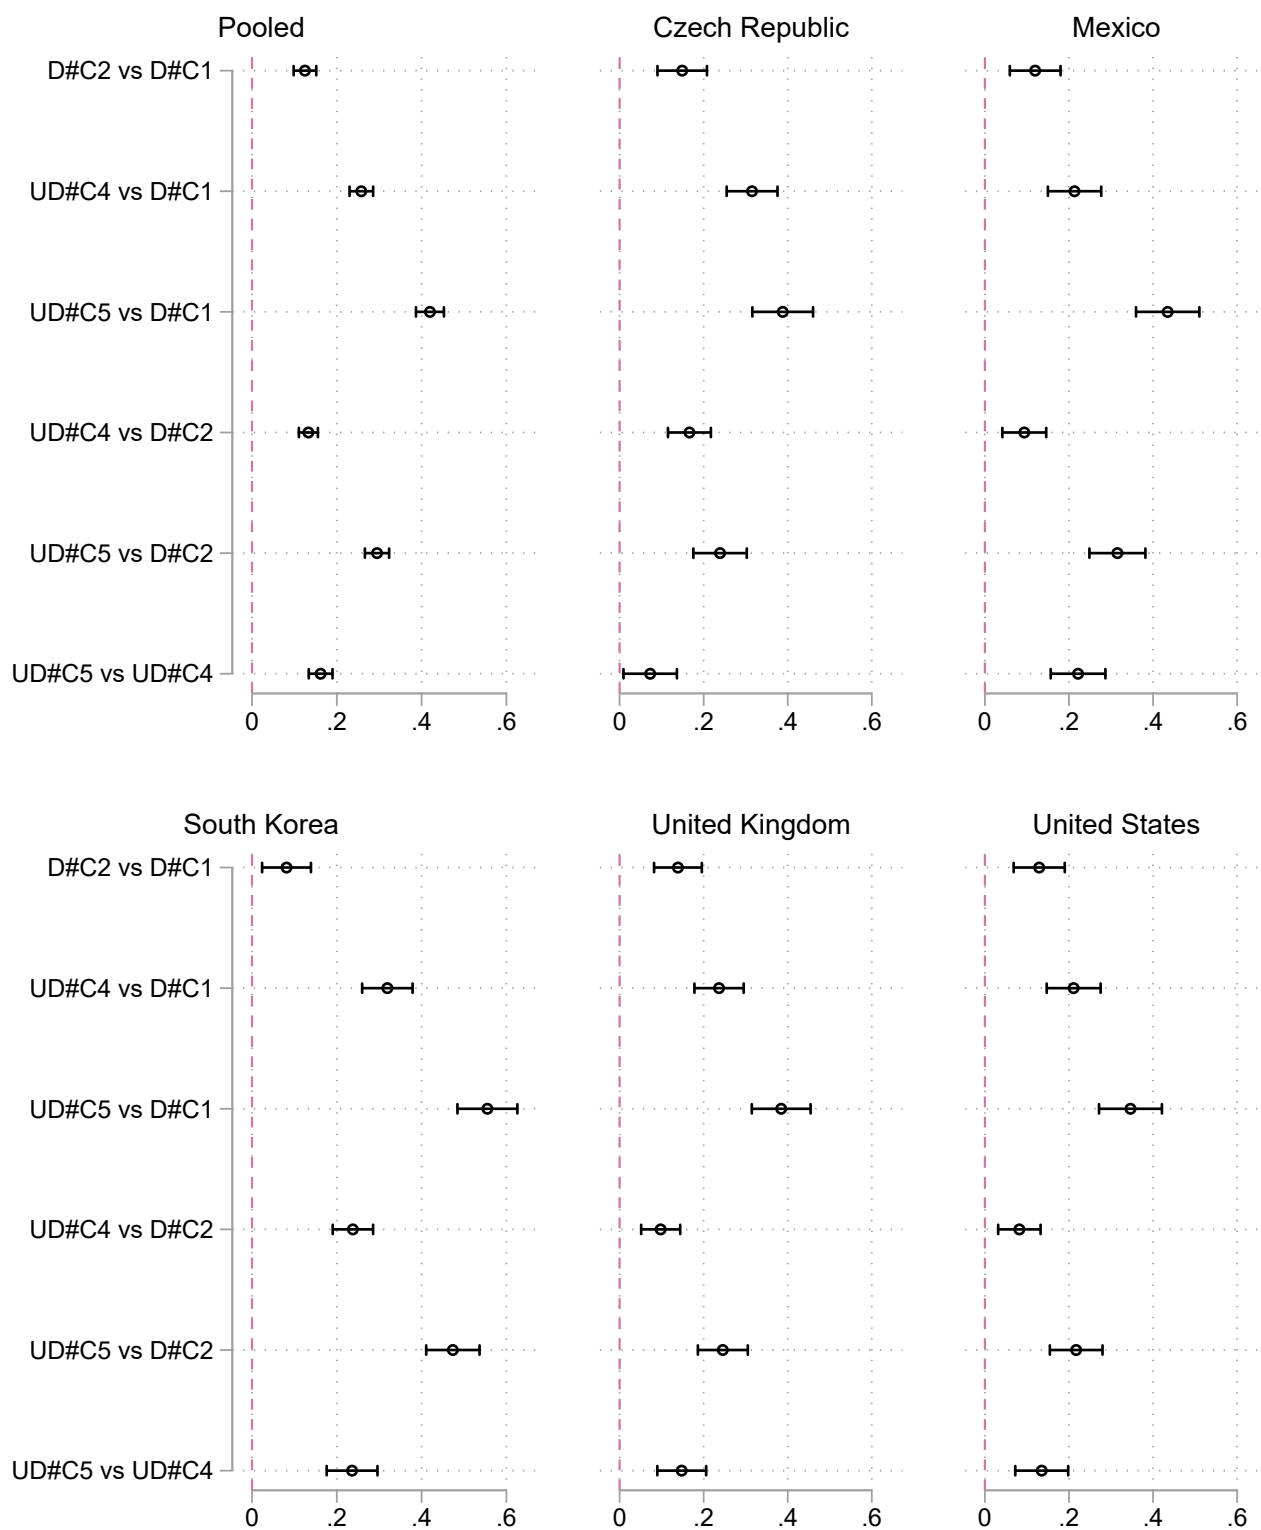 Pooled
Czech Republic
Mexico
D#C2 vs D#C1
UD#C4 vs D#C1
UD#C5 vs D#C1
UD#C4 vs D#C2
UD#C5 vs D#C2
UD#C5 vs UD#C4
0 .2 .4 .6
0 .2 .4 .6
0 .2 .4 .6
South Korea
United Kingdom
United States
D#C2 vs D#C1
UD#C4 vs D#C1
UD#C5 vs D#C1
UD#C4 vs D#C2
UD#C5 vs D#C2
UD#C5 vs UD#C4
0 .2 .4 .6
0 .2 .4 .6
0 .2 .4 .6